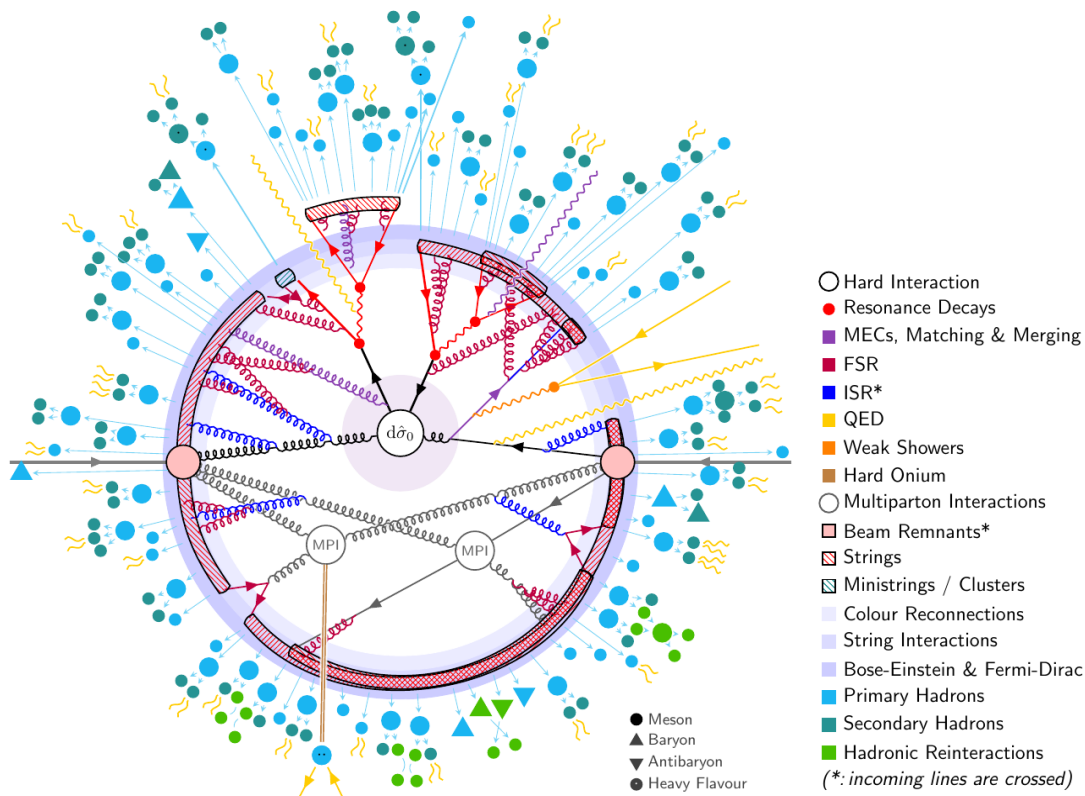 dσ̂₀
MPI
MPI
Hard Interaction
Resonance Decays
MECs, Matching & Merging
FSR
ISR*
QED
Weak Showers
Hard Onium
Multiparton Interactions
Beam Remnants*
Strings
Ministrings / Clusters
Colour Reconnections
String Interactions
Bose-Einstein & Fermi-Dirac
Primary Hadrons
Secondary Hadrons
Hadronic Reinteractions
(*: incoming lines are crossed)
Meson
Baryon
Antibaryon
Heavy Flavour